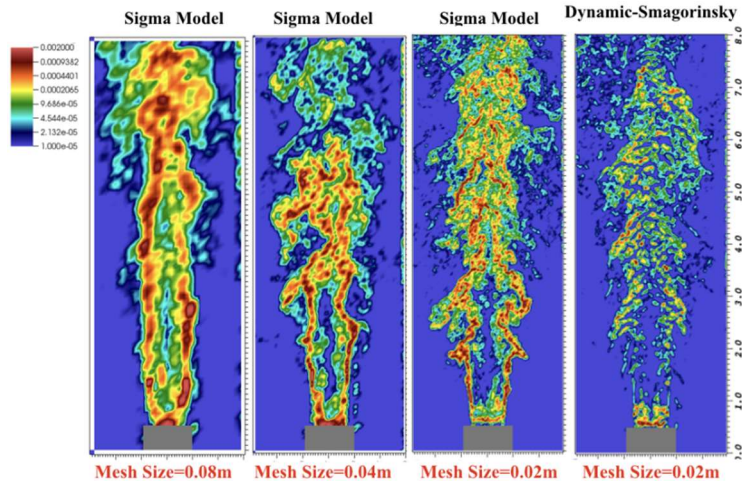 Sigma Model
Sigma Model
Sigma Model
Dynamic-Smagorinsky
0.002000
0.0009382
0.0004401
0.0002065
9.686e-05
4.544e-05
2.132e-05
1.000e-05
8.0
7.0
6.0
5.0
4.0
3.0
2.0
1.0
0.0
Mesh Size=0.08m
Mesh Size=0.04m
Mesh Size=0.02m
Mesh Size=0.02m